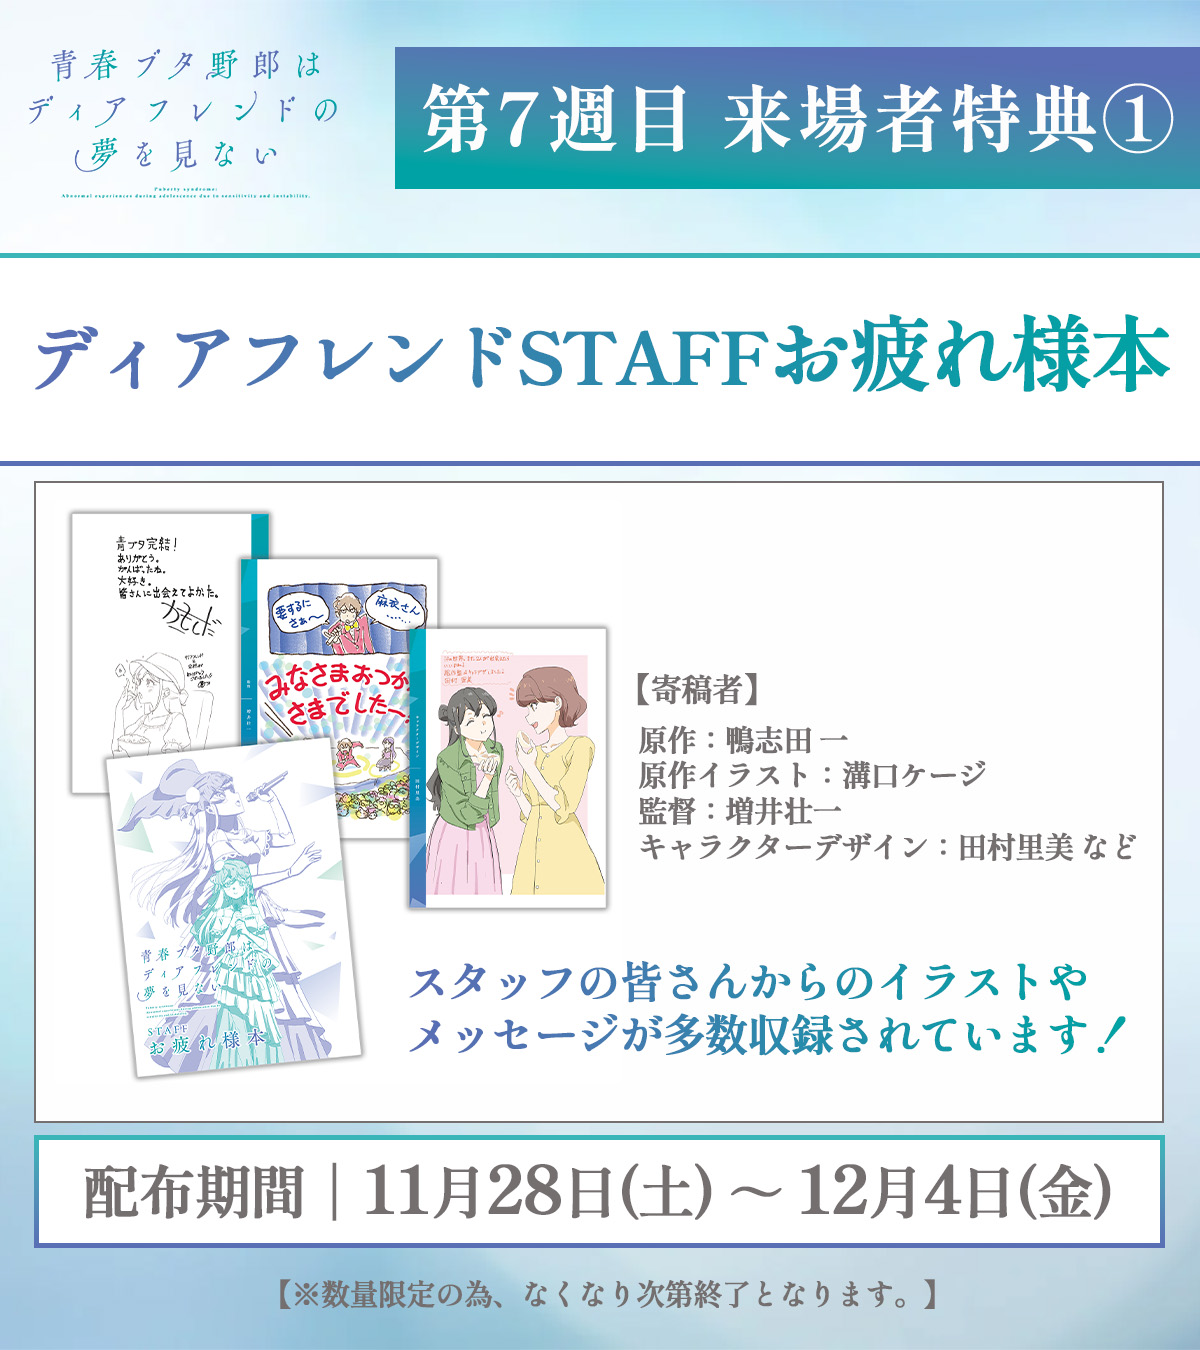 青春ブタ野郎は
ディアフレンドの
夢を見ない
Puberty syndrome:
Abnormal experiences during adolescence due to sensitivity and instability.
第7週目 来場者特典①
ディアフレンドSTAFFお疲れ様本
青ブタ完結!
ありがとう。
がんばったね。
大好き。
皆さんに出会えてよかった。
要するに
さぁ〜
麻衣さん
……
みなさまおつか
さまでした〜!
【寄稿者】
原作：鴨志田 一
原作イラスト：溝口ケージ
監督：増井壮一
キャラクターデザイン：田村里美 など
青春ブタ野郎は
ディアフレンドの
夢を見ない
STAFF
お疲れ様本
スタッフの皆さんからのイラストや
メッセージが多数収録されています！
配布期間｜11月28日(土) ～ 12月4日(金)
【※数量限定の為、なくなり次第終了となります。】